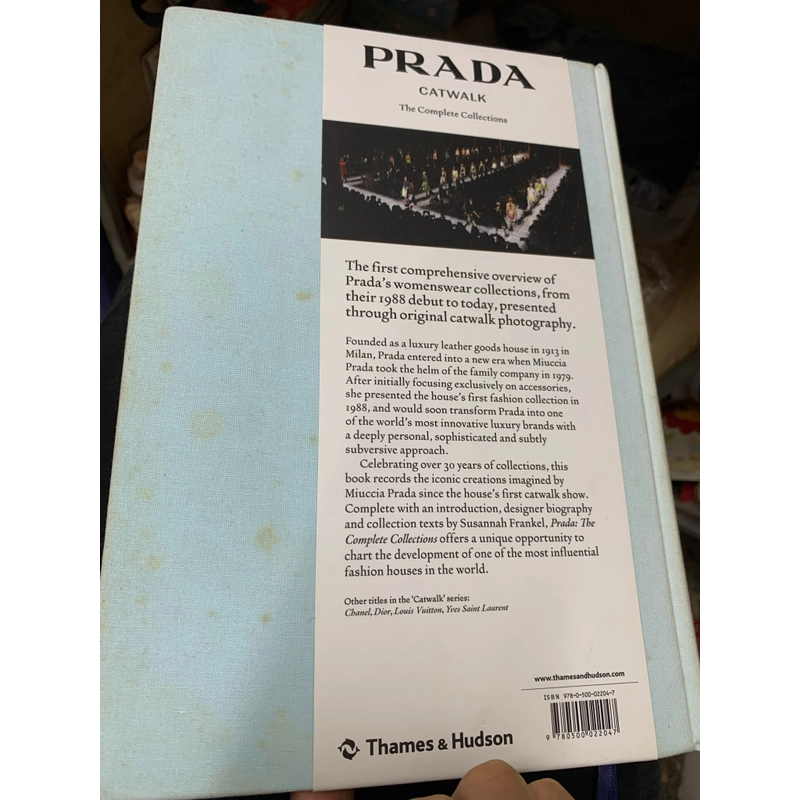 PRADA
CATWALK
The Complete Collections
The first comprehensive overview of
Prada's womenswear collections, from
their 1988 debut to today, presented
through original catwalk photography.
Founded as a luxury leather goods house in 1913 in
Milan, Prada entered into a new era when Miuccia
Prada took the helm of the family company in 1979.
After initially focusing exclusively on accessories,
she presented the house's first fashion collection in
1988, and would soon transform Prada into one
of the world's most innovative luxury brands with
a deeply personal, sophisticated and subtly
subversive approach.
Celebrating over 30 years of collections, this
book records the iconic creations imagined by
Miuccia Prada since the house's first catwalk show.
Complete with an introduction, designer biography
and collection texts by Susannah Frankel, Prada: The
Complete Collections offers a unique opportunity to
chart the development of one of the most influential
fashion houses in the world.
Other titles in the 'Catwalk' series:
Chanel, Dior, Louis Vuitton, Yves Saint Laurent
www.thamesandhudson.com
ISBN 978-0-500-02204-7
9 780500 022047
Thames & Hudson